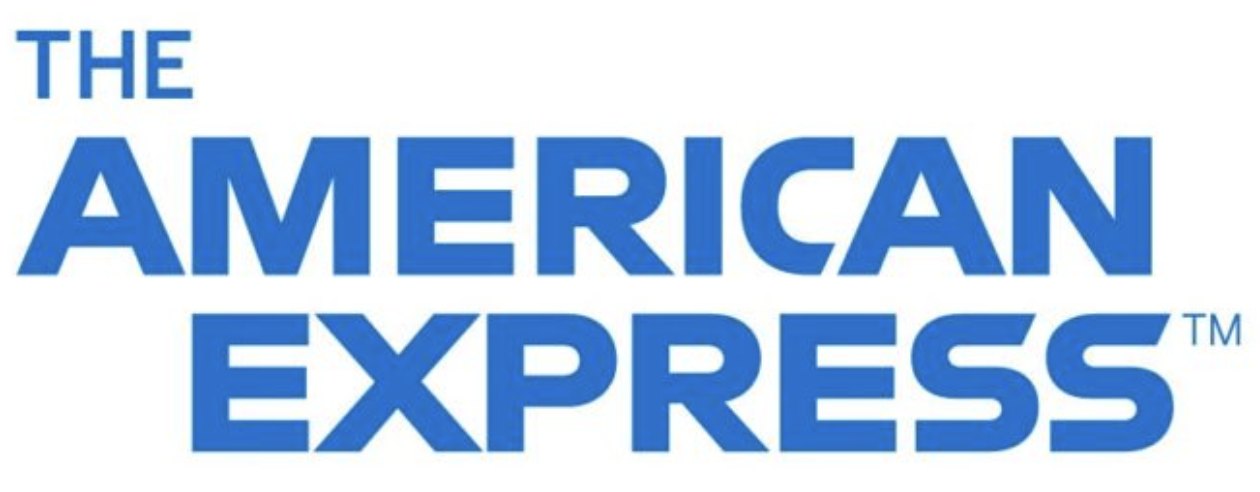 THE
AMERICAN
EXPRESS™